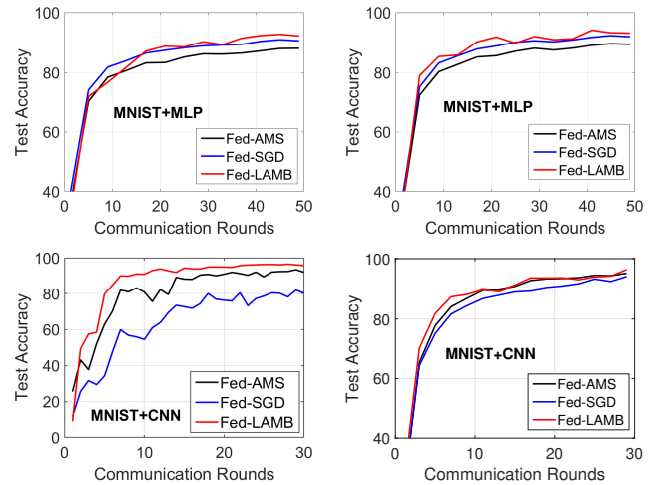 100
80
60
40
Test Accuracy
MNIST+MLP
Fed-AMS
Fed-SGD
Fed-LAMB
0 10 20 30 40 50
Communication Rounds
100
80
60
40
Test Accuracy
MNIST+MLP
Fed-AMS
Fed-SGD
Fed-LAMB
0 10 20 30 40 50
Communication Rounds
100
80
60
40
20
0
Test Accuracy
MNIST+CNN
Fed-AMS
Fed-SGD
Fed-LAMB
0 10 20 30
Communication Rounds
100
80
60
40
Test Accuracy
MNIST+CNN
Fed-AMS
Fed-SGD
Fed-LAMB
0 10 20 30
Communication Rounds